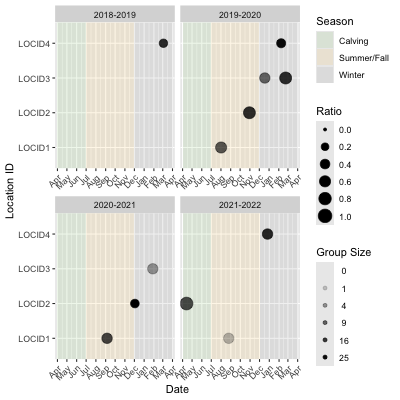 2018-2019
2019-2020
LOCID4
LOCID3
LOCID2
LOCID1
Apr May Jun Jul Aug Sep Oct Nov Dec Jan Feb Mar Apr
Apr May Jun Jul Aug Sep Oct Nov Dec Jan Feb Mar Apr
2020-2021
2021-2022
LOCID4
LOCID3
LOCID2
LOCID1
Apr May Jun Jul Aug Sep Oct Nov Dec Jan Feb Mar Apr
Apr May Jun Jul Aug Sep Oct Nov Dec Jan Feb Mar Apr
Location ID
Date
Season
Calving
Summer/Fall
Winter
Ratio
0.0
0.2
0.4
0.6
0.8
1.0
Group Size
0
1
4
9
16
25